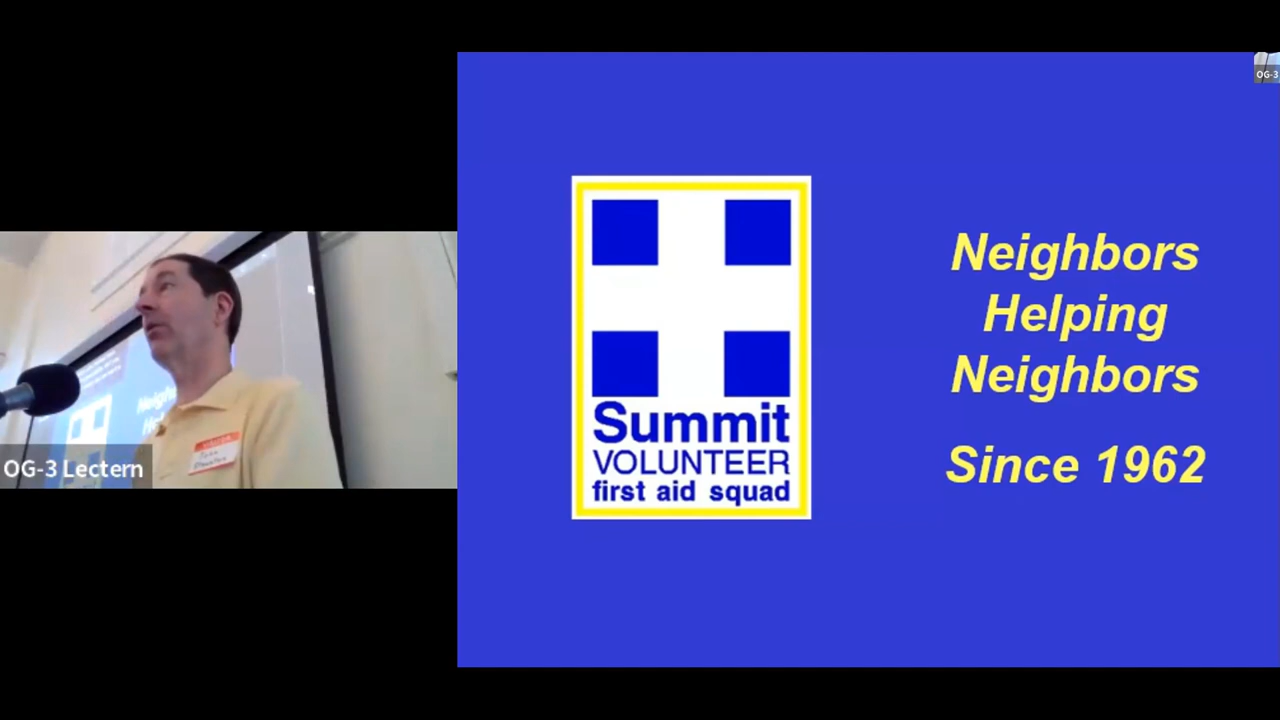 OG-3 Lectern
Summit
VOLUNTEER
first aid squad
Neighbors
Helping
Neighbors
Since 1962
OG-3